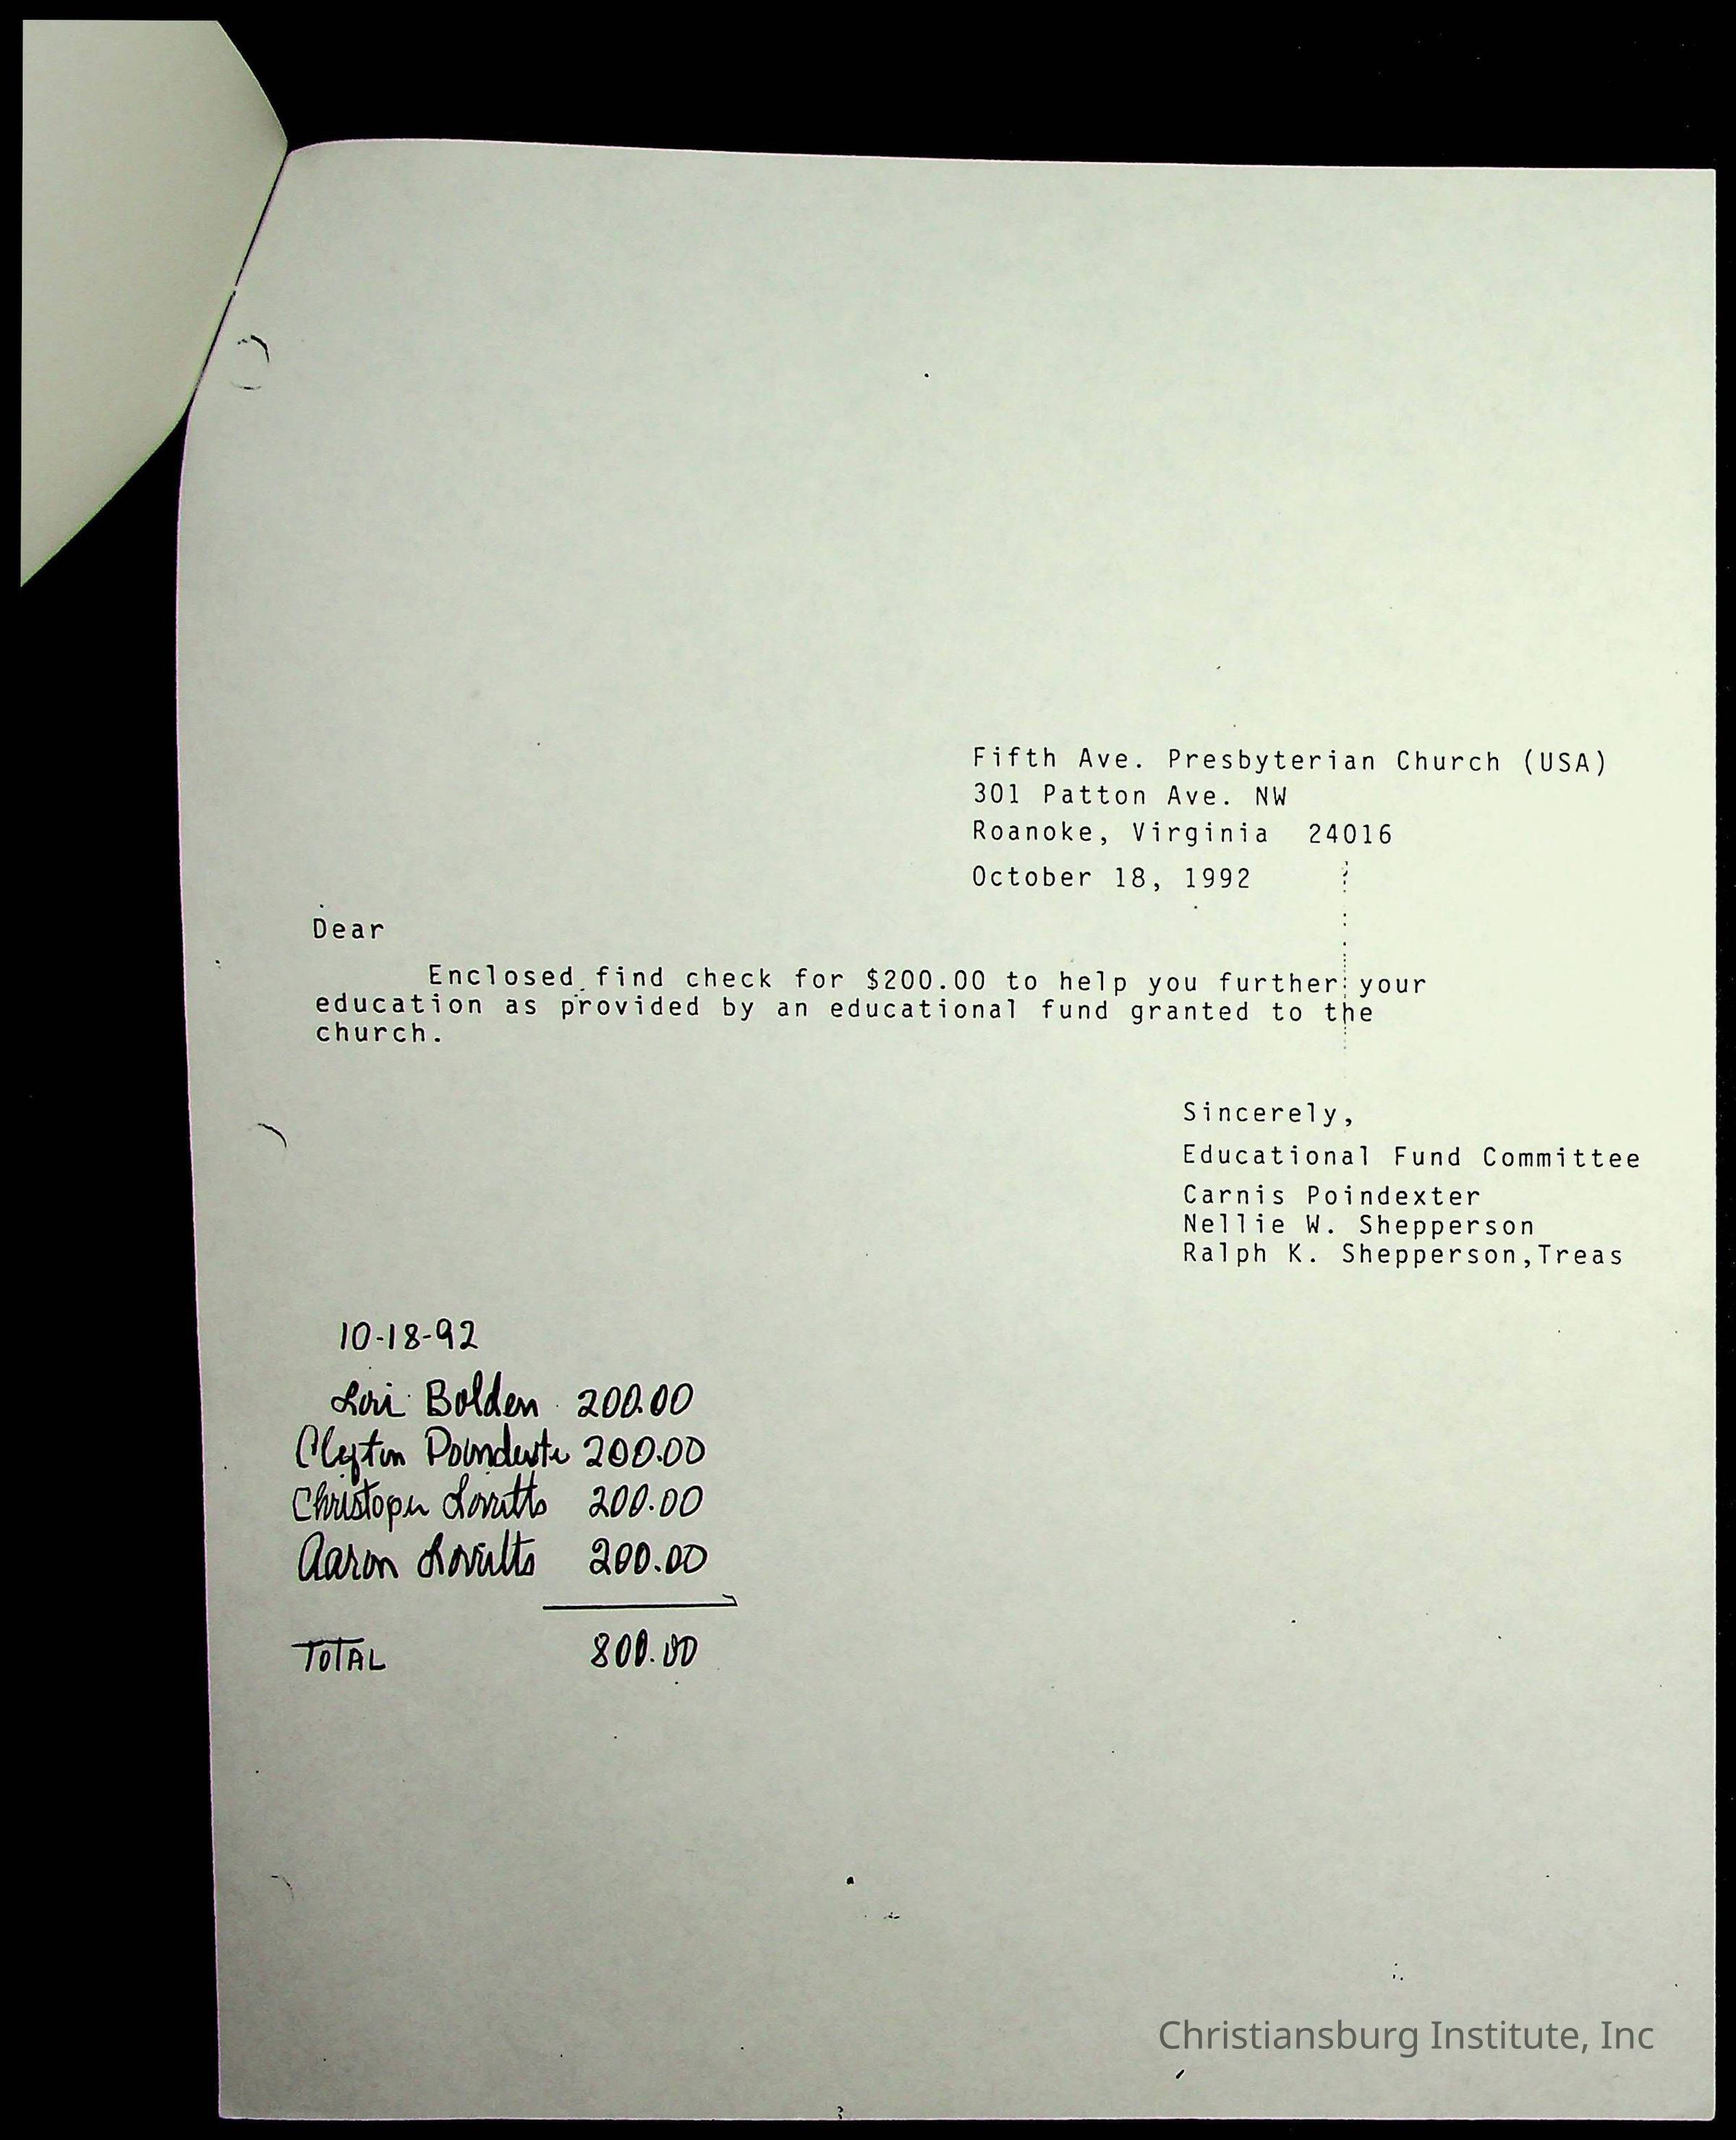 Fifth Ave. Presbyterian Church (USA)
301 Patton Ave. NW
Roanoke, Virginia 24016
October 18, 1992
Dear
Enclosed find check for $200.00 to help you further your
education as provided by an educational fund granted to the
church.
Sincerely,
Educational Fund Committee
Carnis Poindexter
Nellie W. Shepperson
Ralph K. Shepperson,Treas
10-18-92
Lori Bolden 200.00
200.00
200.00
Aaron 200.00
TOTAL 800.00
Christiansburg Institute, Inc